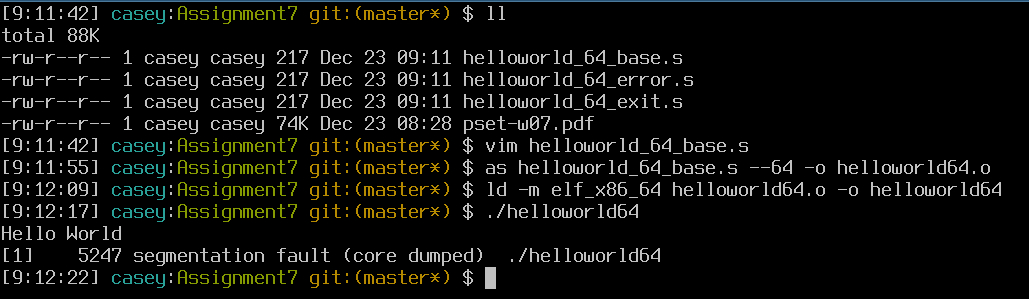 [9:11:42] casey:Assignment7 git:(master*) $ ll
total 88K
-rw-r--r-- 1 casey casey 217 Dec 23 09:11 helloworld_64_base.s
-rw-r--r-- 1 casey casey 217 Dec 23 09:11 helloworld_64_error.s
-rw-r--r-- 1 casey casey 217 Dec 23 09:11 helloworld_64_exit.s
-rw-r--r-- 1 casey casey 74K Dec 23 08:28 pset-w07.pdf
[9:11:42] casey:Assignment7 git:(master*) $ vim helloworld_64_base.s
[9:11:55] casey:Assignment7 git:(master*) $ as helloworld_64_base.s --64 -o helloworld64.o
[9:12:09] casey:Assignment7 git:(master*) $ ld -m elf_x86_64 helloworld64.o -o helloworld64
[9:12:17] casey:Assignment7 git:(master*) $ ./helloworld64
Hello World
[1]    5247 segmentation fault (core dumped)  ./helloworld64
[9:12:22] casey:Assignment7 git:(master*) $